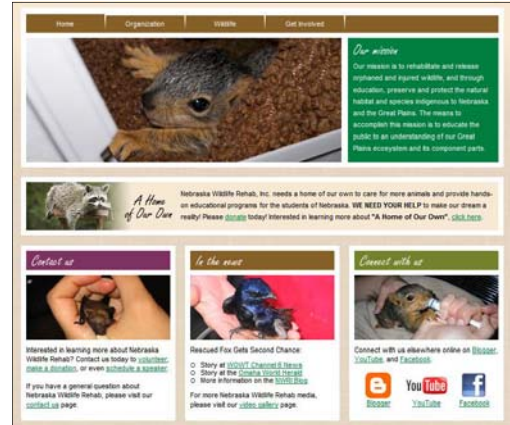 Home Organization Wildlife Get Involved
Our mission
Our mission is to rehabilitate and release
orphaned and injured wildlife, and through
education, preserve and protect the natural
habitat and species indigenous to Nebraska
and the Great Plains. The means to
accomplish this mission is to educate the
public to an understanding of our Great
Plains ecosystem and its component parts.
A Home
of Our Own
Nebraska Wildlife Rehab, Inc. needs a home of our own to care for more animals and provide hands-
on educational programs for the students of Nebraska. WE NEED YOUR HELP to make our dream a
reality! Please donate today! Interested in learning more about "A Home of Our Own", click here.
Contact us
Interested in learning more about Nebraska
Wildlife Rehab? Contact us today to volunteer,
make a donation, or even schedule a speaker.
If you have a general question about
Nebraska Wildlife Rehab, please visit our
contact us page.
In the news
Rescued Fox Gets Second Chance:
Story at WOWT Channel 6 News
Story at the Omaha World Herald
More information on the NWRI Blog
For more Nebraska Wildlife Rehab media,
please visit our video gallery page.
Connect with us
Connect with us elsewhere online on Blogger,
YouTube, and Facebook.
You Tube
Blogger YouTube Facebook